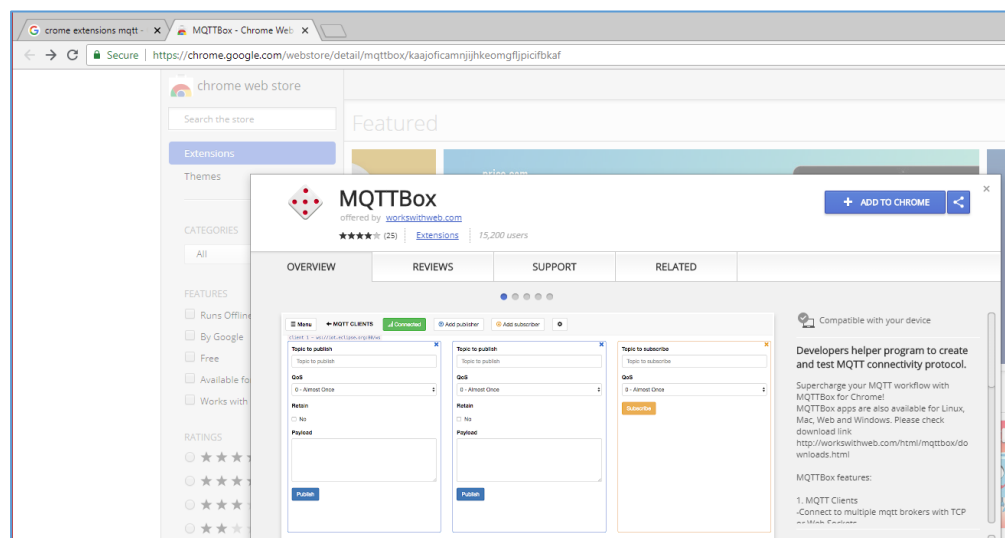 crome extensions mqtt -
MQTTBox - Chrome Web
Secure
https://chrome.google.com/webstore/detail/mqttbox/kaajoficamnjijhkeomgfljpicifbkaf
chrome web store
Search the store
Featured
Extensions
Themes
CATEGORIES
All
FEATURES
Runs Offline
By Google
Free
Available fo
Works with
RATINGS
MQTTBox
offered by workswithweb.com
(25) Extensions 15,200 users
+ ADD TO CHROME
OVERVIEW REVIEWS SUPPORT RELATED
Menu MQTT CLIENTS Connected Add publisher Add subscriber
Topic to publish
Topic to publish
QoS
0 - Almost Once
Retain
No
Payload
Publish
Topic to publish
Topic to publish
QoS
0 - Almost Once
Retain
No
Payload
Publish
Topic to subscribe
Topic to subscribe
QoS
0 - Almost Once
Subscribe
Compatible with your device
Developers helper program to create
and test MQTT connectivity protocol.
Supercharge your MQTT workflow with
MQTTBox for Chrome!
MQTTBox apps are also available for Linux,
Mac, Web and Windows. Please check
download link
http://workswithweb.com/html/mqttbox/do
wnloads.html
MQTTBox features:
1. MQTT Clients
-Connect to multiple mqtt brokers with TCP
or Web Sockets